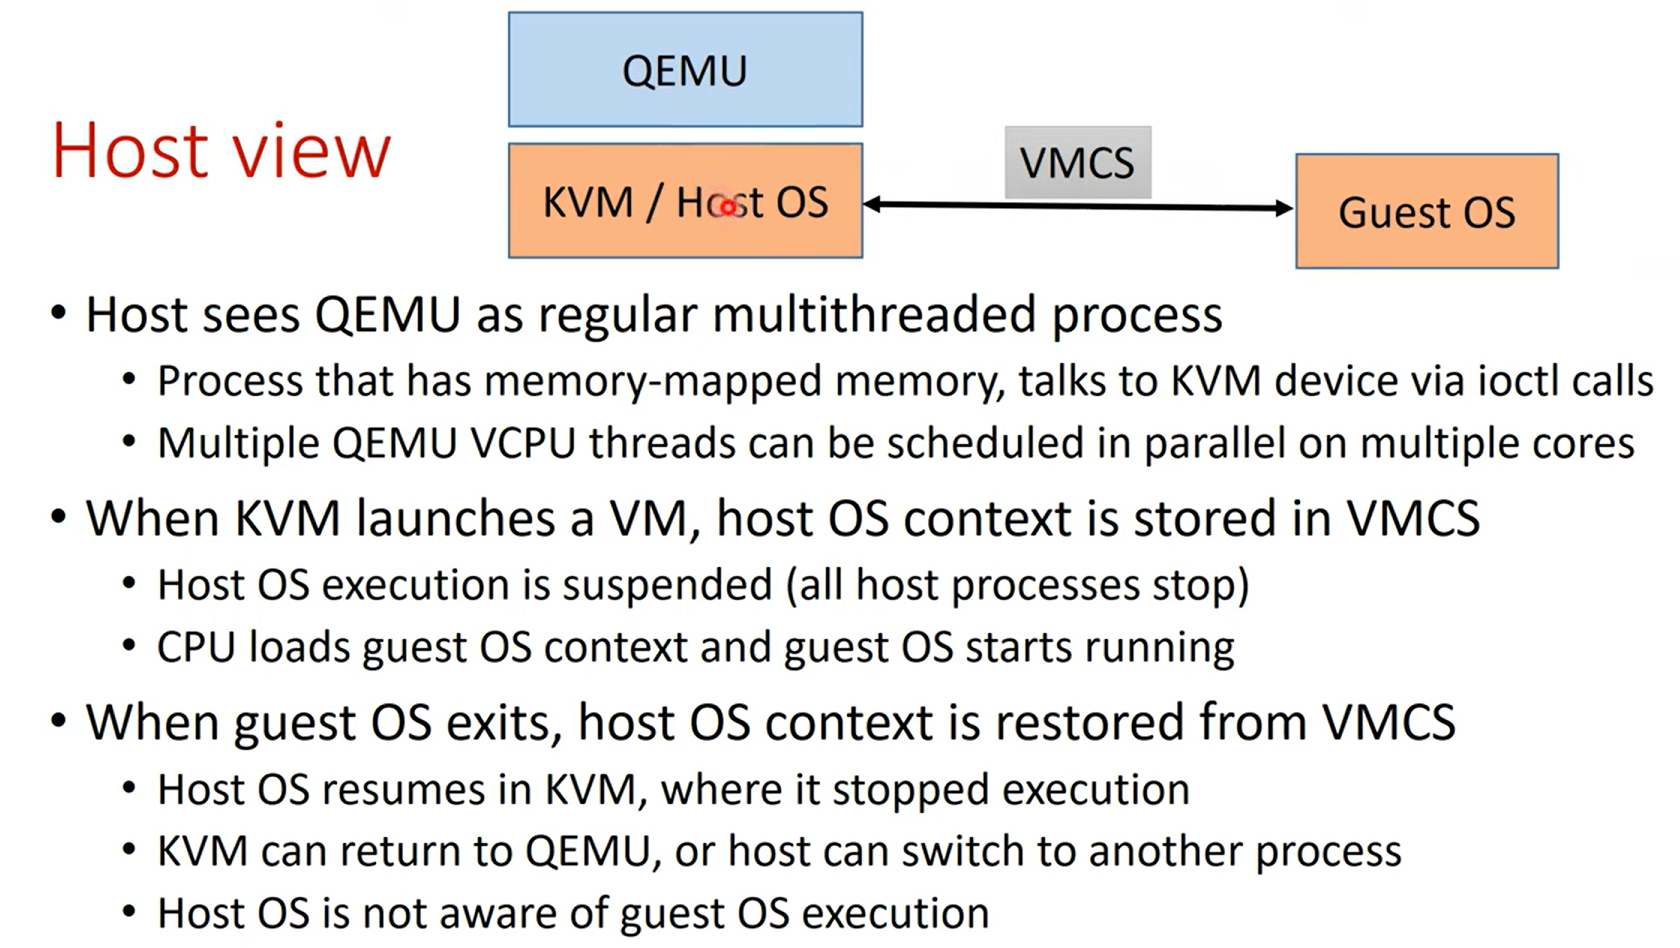 QEMU
Host view
VMCS
KVM / Host OS
Guest OS
• Host sees QEMU as regular multithreaded process
• Process that has memory-mapped memory, talks to KVM device via ioctl calls
• Multiple QEMU VCPU threads can be scheduled in parallel on multiple cores
• When KVM launches a VM, host OS context is stored in VMCS
• Host OS execution is suspended (all host processes stop)
• CPU loads guest OS context and guest OS starts running
• When guest OS exits, host OS context is restored from VMCS
• Host OS resumes in KVM, where it stopped execution
• KVM can return to QEMU, or host can switch to another process
• Host OS is not aware of guest OS execution